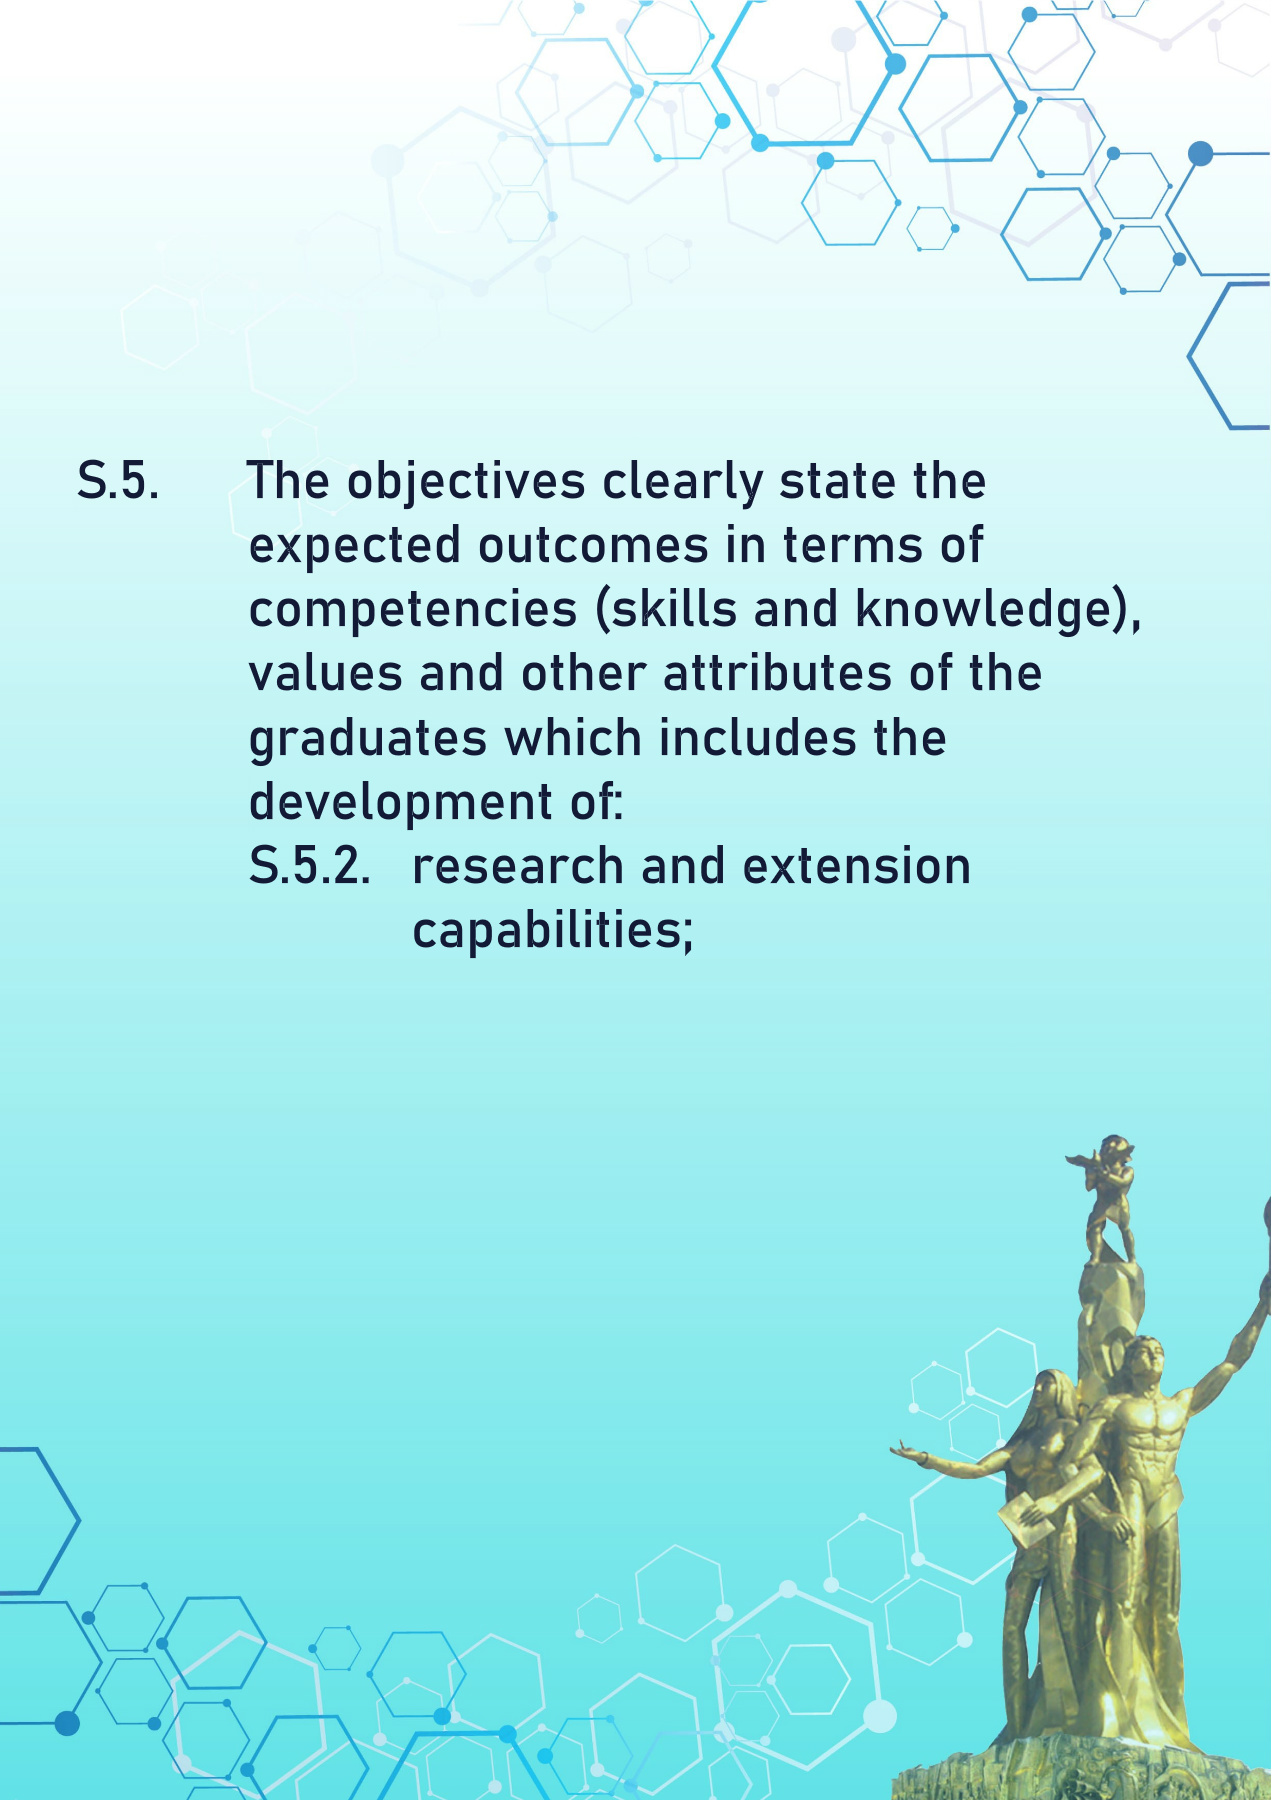 S.5. The objectives clearly state the
expected outcomes in terms of
competencies (skills and knowledge),
values and other attributes of the
graduates which includes the
development of:
S.5.2. research and extension
capabilities;